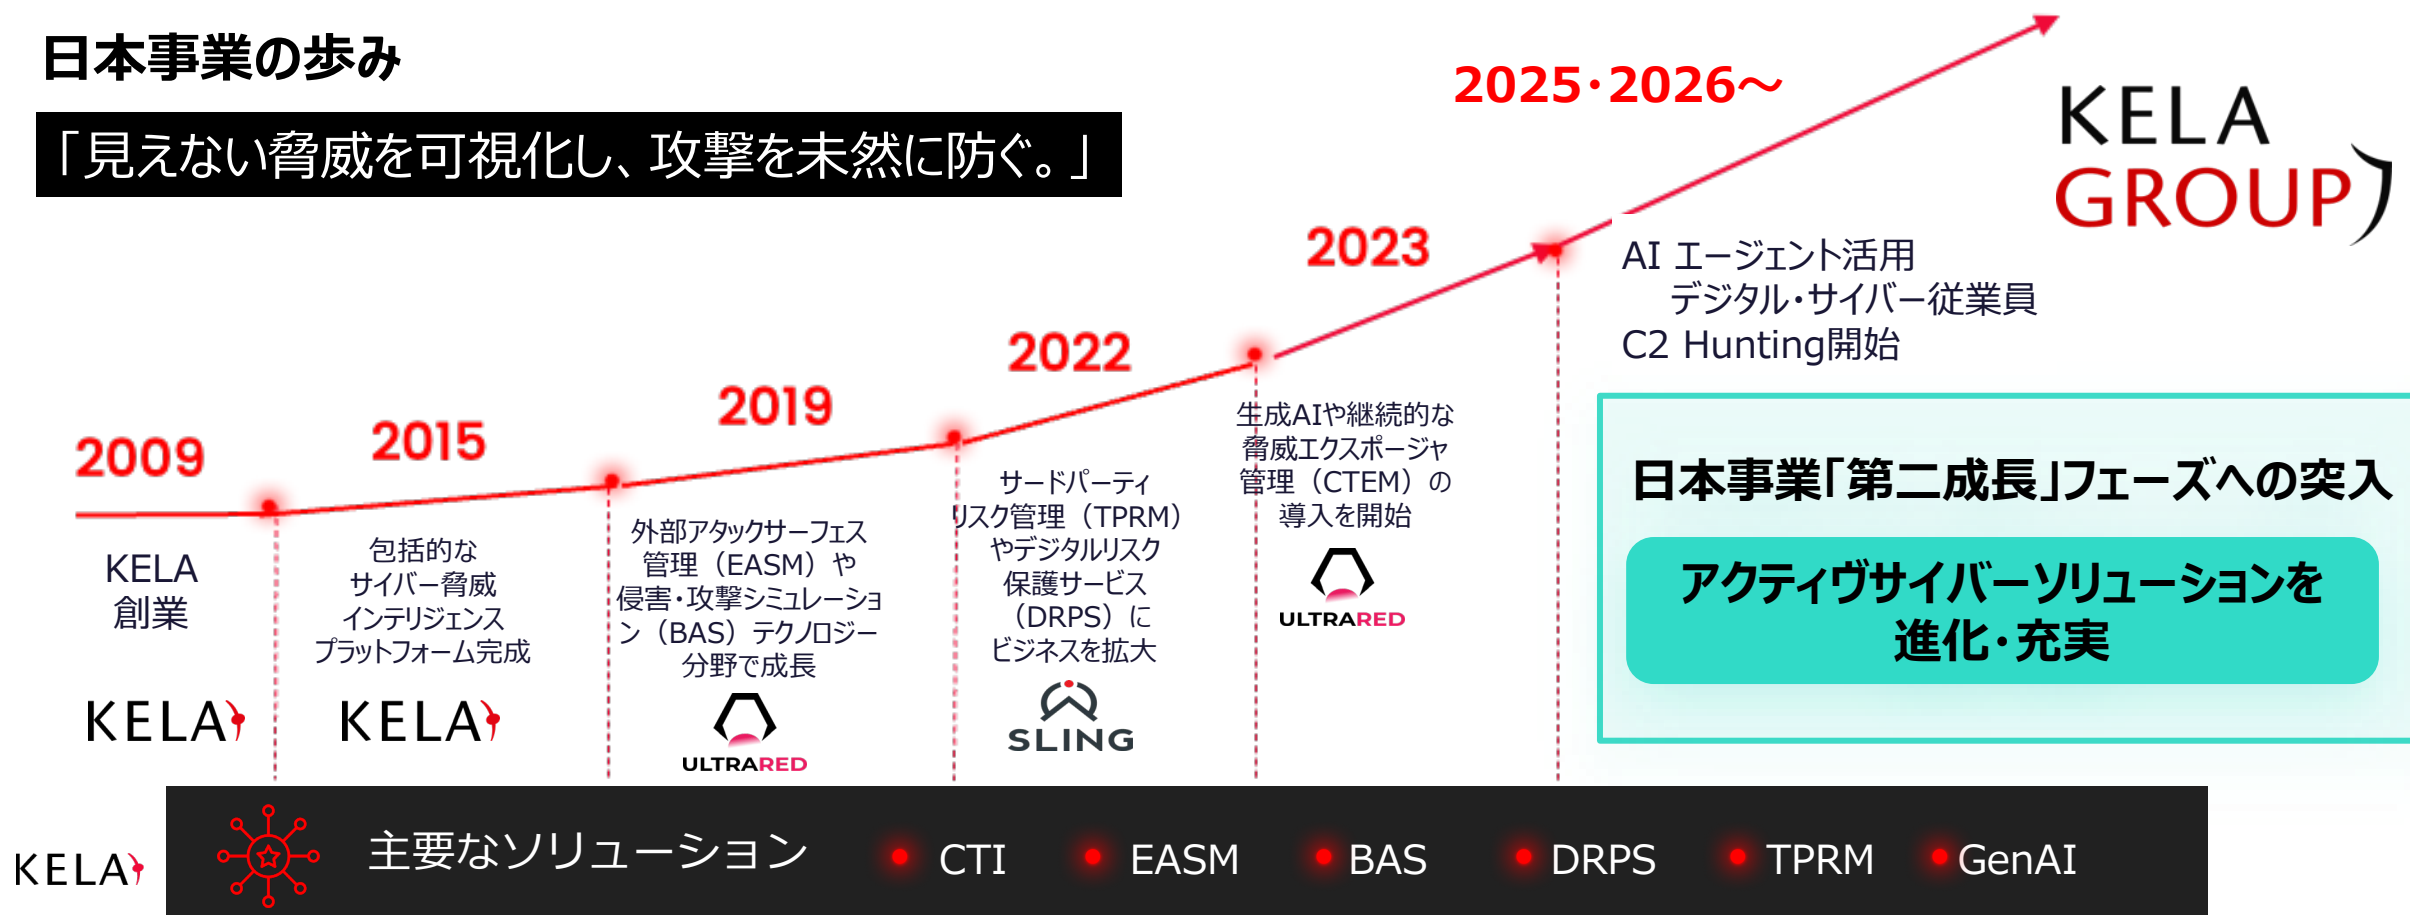 日本事業の歩み
「見えない脅威を可視化し、攻撃を未然に防ぐ。」
2025・2026～
KELA
GROUP
2009
KELA
創業
KELA
2015
包括的な
サイバー脅威
インテリジェンス
プラットフォーム完成
KELA
2019
外部アタックサーフェス
管理（EASM）や
侵害・攻撃シミュレーショ
ン（BAS）テクノロジー
分野で成長
ULTRARED
2022
サードパーティ
リスク管理（TPRM）
やデジタルリスク
保護サービス
（DRPS）に
ビジネスを拡大
SLING
2023
生成AIや継続的な
脅威エクスポージャ
管理（CTEM）の
導入を開始
ULTRARED
AI エージェント活用
デジタル・サイバー従業員
C2 Hunting開始
日本事業「第二成長」フェーズへの突入
アクティヴサイバーソリューションを
進化・充実
KELA
主要なソリューション
CTI
EASM
BAS
DRPS
TPRM
GenAI